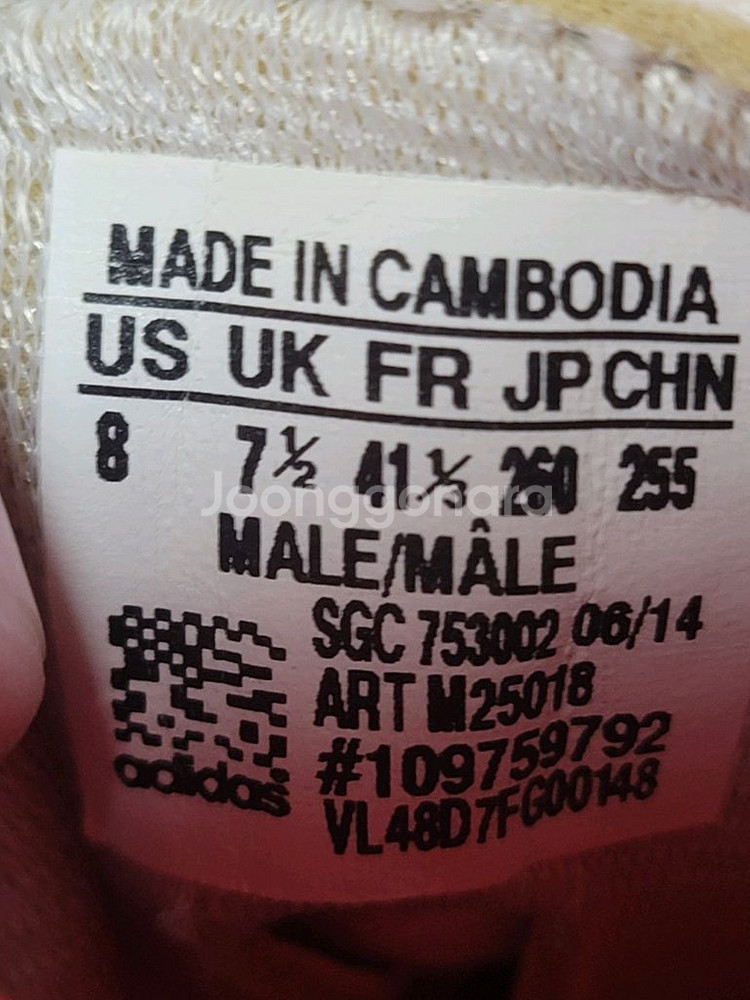 MADE IN CAMBODIA
US UK FR JP CHN
8 7½ 41⅓ 260 255
Joonggonara
MALE/MÂLE
SGC 753002 06/14
ART M25018
#109759792
adidas
VL48D7FG00148